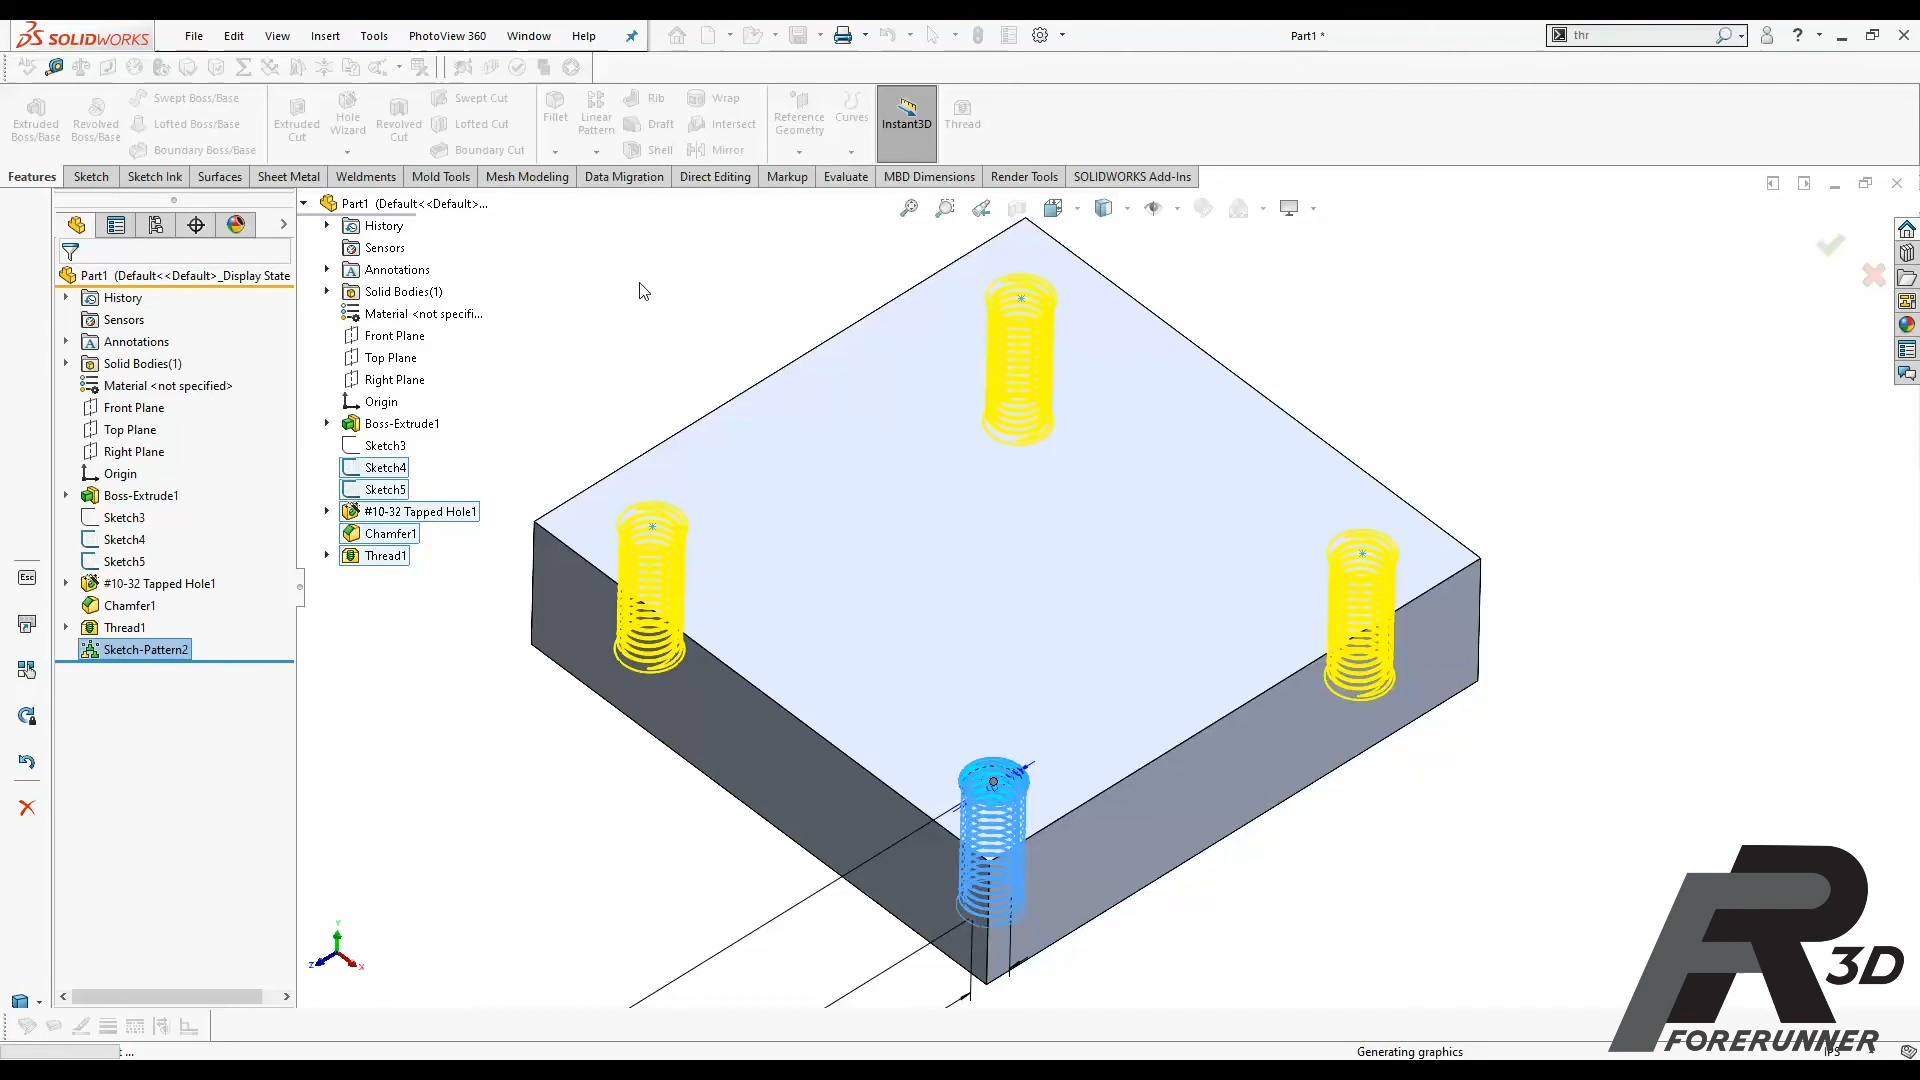 SOLIDWORKS File Edit View Insert Tools PhotoView 360 Window Help Part1 * thr
Swept Boss/Base Swept Cut Rib Wrap
Extruded Boss/Base Revolved Boss/Base Lofted Boss/Base Extruded Cut Hole Wizard Revolved Cut Lofted Cut Fillet Linear Pattern Draft Intersect Reference Geometry Curves Instant3D Thread
Boundary Boss/Base Boundary Cut Shell Mirror
Features Sketch Sketch Ink Surfaces Sheet Metal Weldments Mold Tools Mesh Modeling Data Migration Direct Editing Markup Evaluate MBD Dimensions Render Tools SOLIDWORKS Add-Ins
Part1 (Default<<Default>_Display State
History
Sensors
Annotations
Solid Bodies(1)
Material <not specified>
Front Plane
Top Plane
Right Plane
Origin
Boss-Extrude1
Sketch3
Sketch4
Sketch5
#10-32 Tapped Hole1
Chamfer1
Thread1
Sketch-Pattern2
Part1 (Default<<Default>...
History
Sensors
Annotations
Solid Bodies(1)
Material <not specifi...
Front Plane
Top Plane
Right Plane
Origin
Boss-Extrude1
Sketch3
Sketch4
Sketch5
#10-32 Tapped Hole1
Chamfer1
Thread1
Esc
Y
Z
X
R 3D
FORERUNNER
Generating graphics
IPS